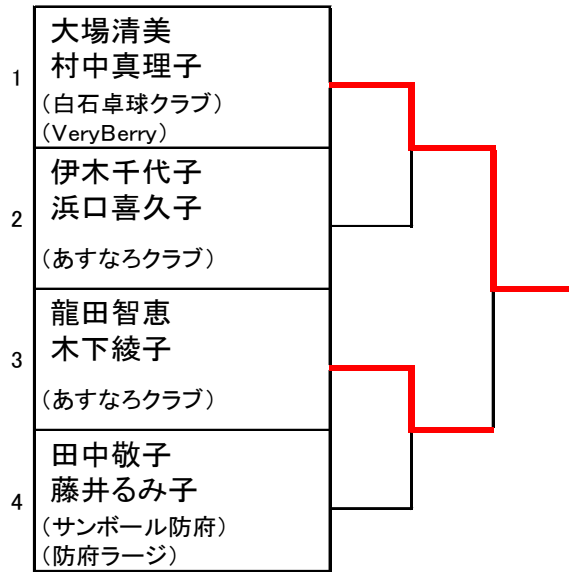 1
大場清美
村中真理子
（白石卓球クラブ）
（VeryBerry）
2
伊木千代子
浜口喜久子
（あすなろクラブ）
3
龍田智恵
木下綾子
（あすなろクラブ）
4
田中敬子
藤井るみ子
（サンボール防府）
（防府ラージ）